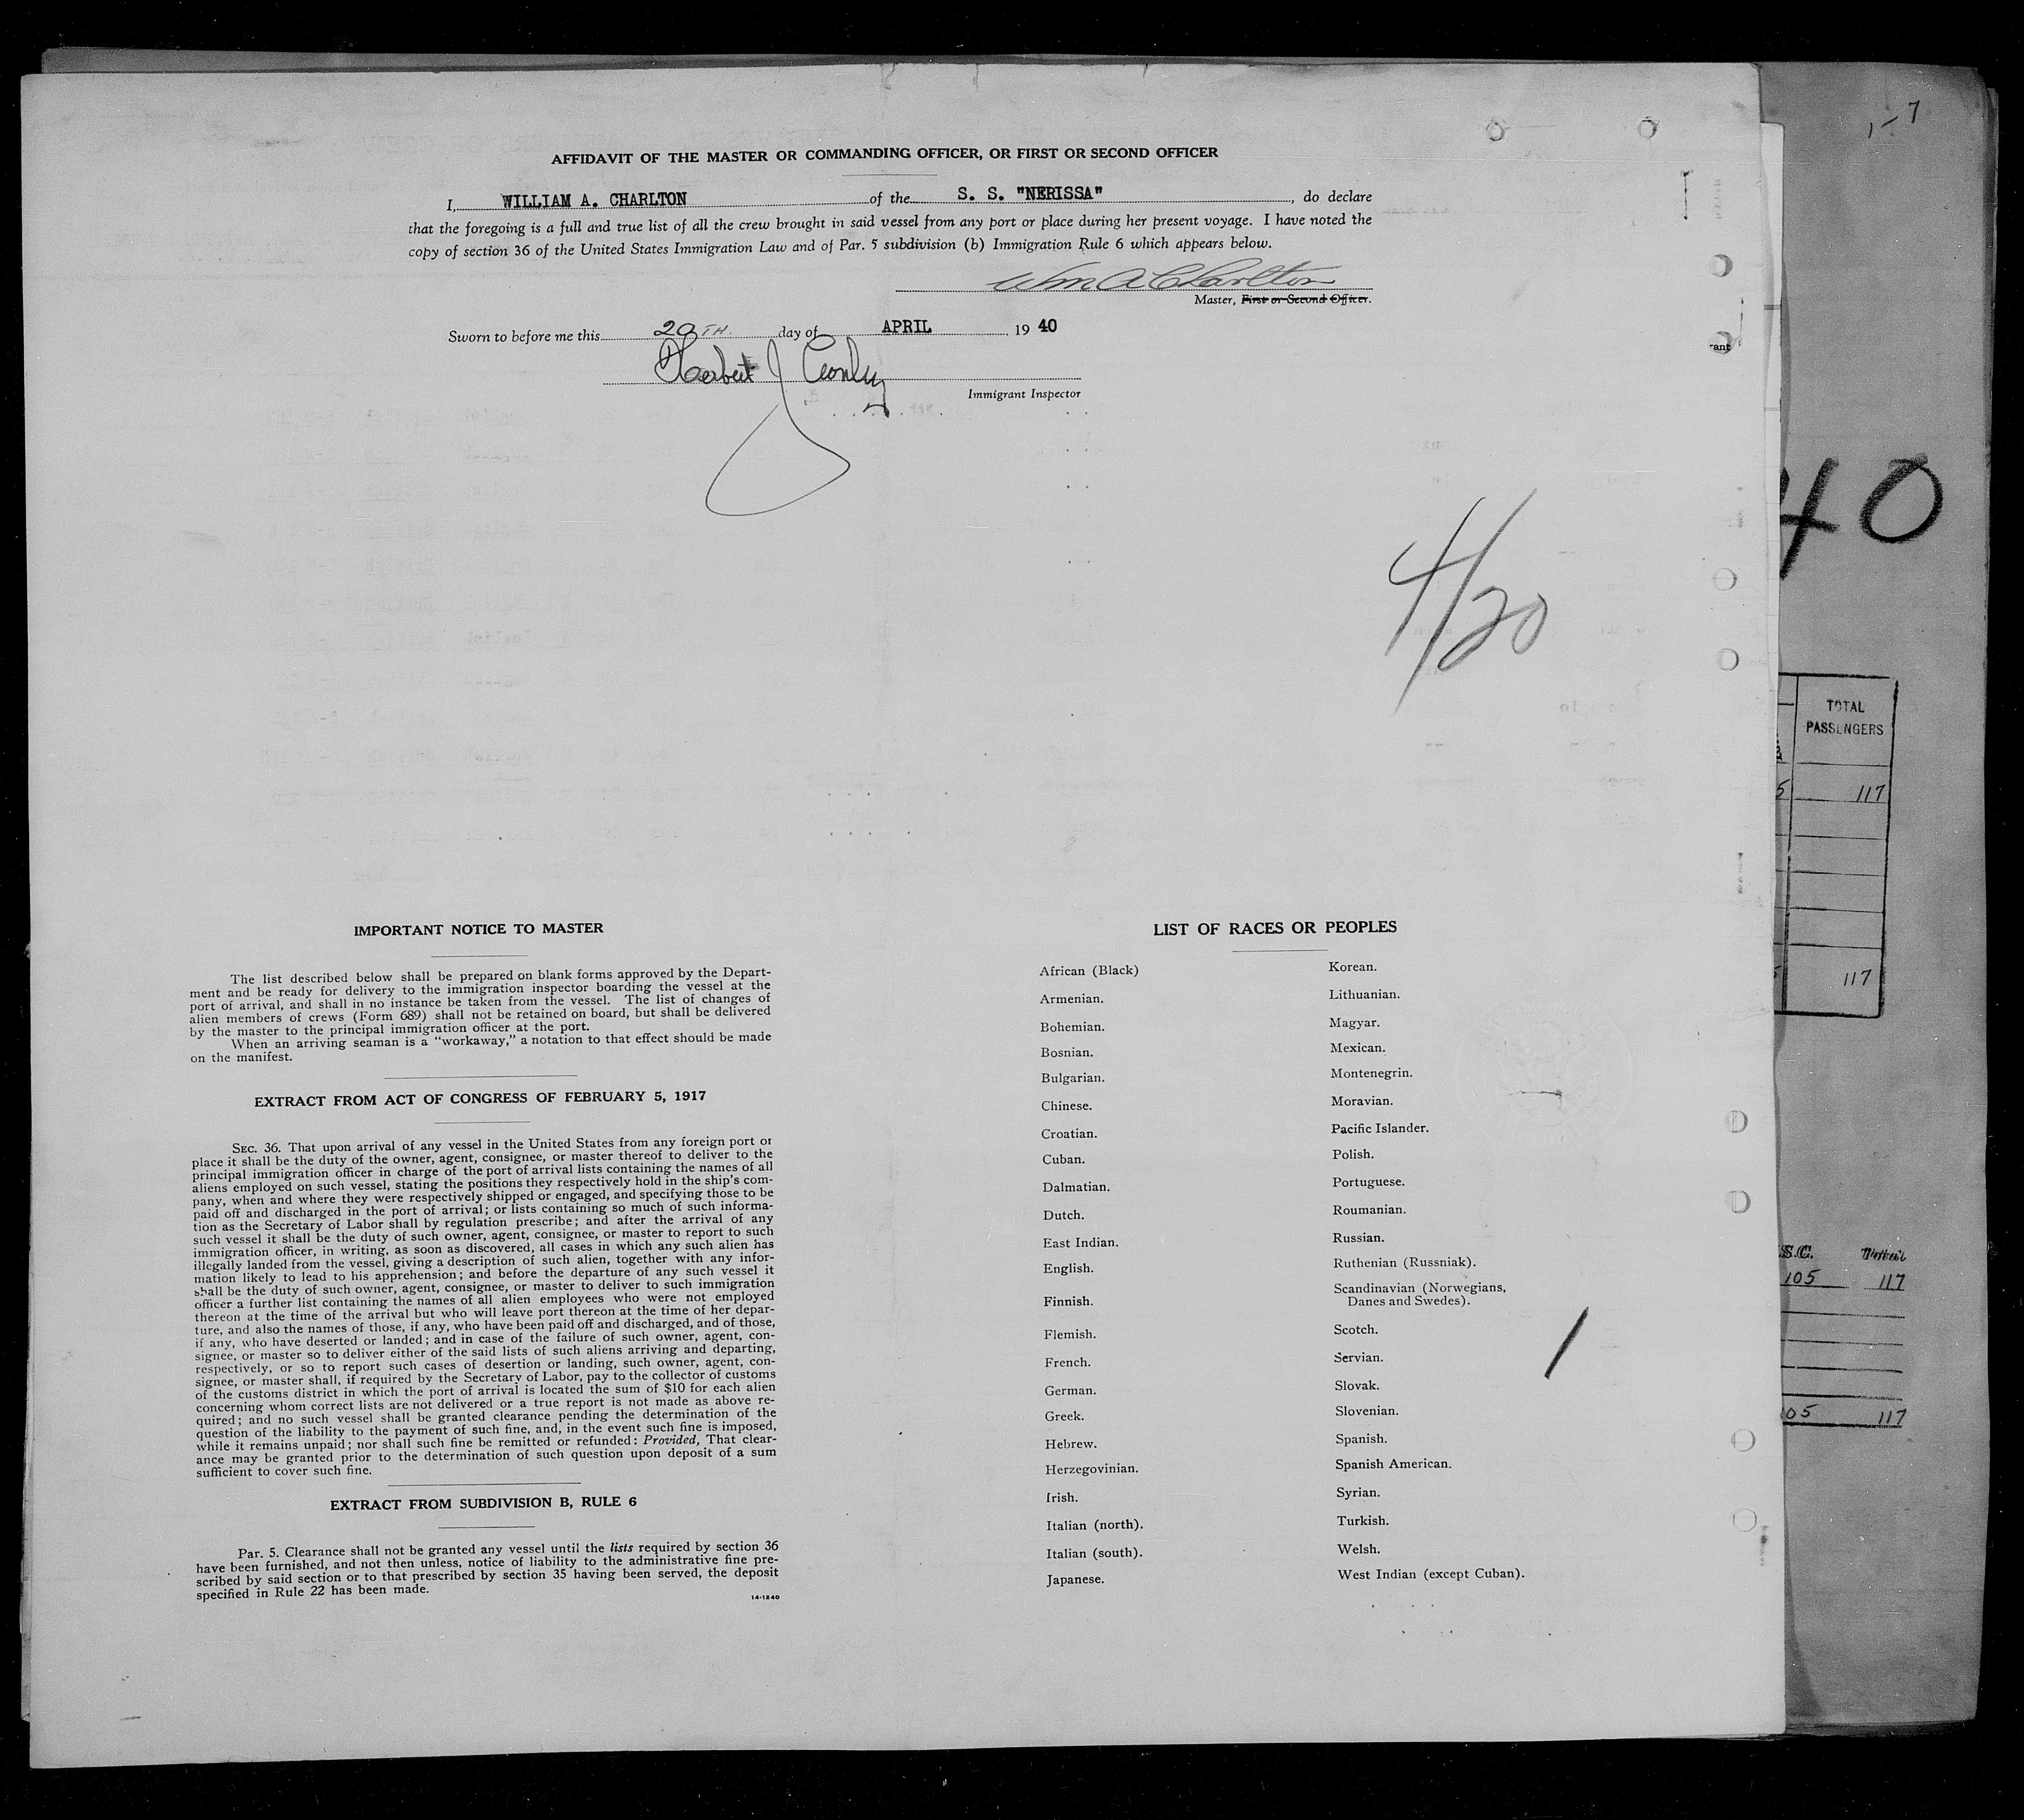 1-7
AFFIDAVIT OF THE MASTER OR COMMANDING OFFICER, OR FIRST OR SECOND OFFICER
I, WILLIAM A. CHARLTON of the S. S. "NERISSA", do declare
that the foregoing is a full and true list of all the crew brought in said vessel from any port or place during her present voyage. I have noted the
copy of section 36 of the United States Immigration Law and of Par. 5 subdivision (b) Immigration Rule 6 which appears below.
Wm A Charlton
Master, First or Second Officer.
Sworn to before me this 20TH day of APRIL 19 40
Herbert J
Immigrant Inspector
ant
40
4/20
TOTAL
PASSENGERS
5 117
117
IMPORTANT NOTICE TO MASTER
The list described below shall be prepared on blank forms approved by the Depart-
ment and be ready for delivery to the immigration inspector boarding the vessel at the
port of arrival, and shall in no instance be taken from the vessel. The list of changes of
alien members of crews (Form 689) shall not be retained on board, but shall be delivered
by the master to the principal immigration officer at the port.
When an arriving seaman is a "workaway," a notation to that effect should be made
on the manifest.
EXTRACT FROM ACT OF CONGRESS OF FEBRUARY 5, 1917
SEC. 36. That upon arrival of any vessel in the United States from any foreign port or
place it shall be the duty of the owner, agent, consignee, or master thereof to deliver to the
principal immigration officer in charge of the port of arrival lists containing the names of all
aliens employed on such vessel, stating the positions they respectively hold in the ship's com-
pany, when and where they were respectively shipped or engaged, and specifying those to be
paid off and discharged in the port of arrival; or lists containing so much of such informa-
tion as the Secretary of Labor shall by regulation prescribe; and after the arrival of any
such vessel it shall be the duty of such owner, agent, consignee, or master to report to such
immigration officer, in writing, as soon as discovered, all cases in which any such alien has
illegally landed from the vessel, giving a description of such alien, together with any infor-
mation likely to lead to his apprehension; and before the departure of any such vessel it
shall be the duty of such owner, agent, consignee, or master to deliver to such immigration
officer a further list containing the names of all alien employees who were not employed
thereon at the time of the arrival but who will leave port thereon at the time of her depar-
ture, and also the names of those, if any, who have been paid off and discharged, and of those,
if any, who have deserted or landed; and in case of the failure of such owner, agent, con-
signee, or master so to deliver either of the said lists of such aliens arriving and departing,
respectively, or so to report such cases of desertion or landing, such owner, agent, con-
signee, or master shall, if required by the Secretary of Labor, pay to the collector of customs
of the customs district in which the port of arrival is located the sum of $10 for each alien
concerning whom correct lists are not delivered or a true report is not made as above re-
quired; and no such vessel shall be granted clearance pending the determination of the
question of the liability to the payment of such fine, and, in the event such fine is imposed,
while it remains unpaid; nor shall such fine be remitted or refunded: Provided, That clear-
ance may be granted prior to the determination of such question upon deposit of a sum
sufficient to cover such fine.
EXTRACT FROM SUBDIVISION B, RULE 6
Par. 5. Clearance shall not be granted any vessel until the lists required by section 36
have been furnished, and not then unless, notice of liability to the administrative fine pre-
scribed by said section or to that prescribed by section 35 having been served, the deposit
specified in Rule 22 has been made.
14-1240
LIST OF RACES OR PEOPLES
African (Black)
Armenian.
Bohemian.
Bosnian.
Bulgarian.
Chinese.
Croatian.
Cuban.
Dalmatian.
Dutch.
East Indian.
English.
Finnish.
Flemish.
French.
German.
Greek.
Hebrew.
Herzegovinian.
Irish.
Italian (north).
Italian (south).
Japanese.
Korean.
Lithuanian.
Magyar.
Mexican.
Montenegrin.
Moravian.
Pacific Islander.
Polish.
Portuguese.
Roumanian.
Russian.
Ruthenian (Russniak).
Scandinavian (Norwegians,
Danes and Swedes).
Scotch.
Servian.
Slovak.
Slovenian.
Spanish.
Spanish American.
Syrian.
Turkish.
Welsh.
West Indian (except Cuban).
S.C.
105 117
05 117